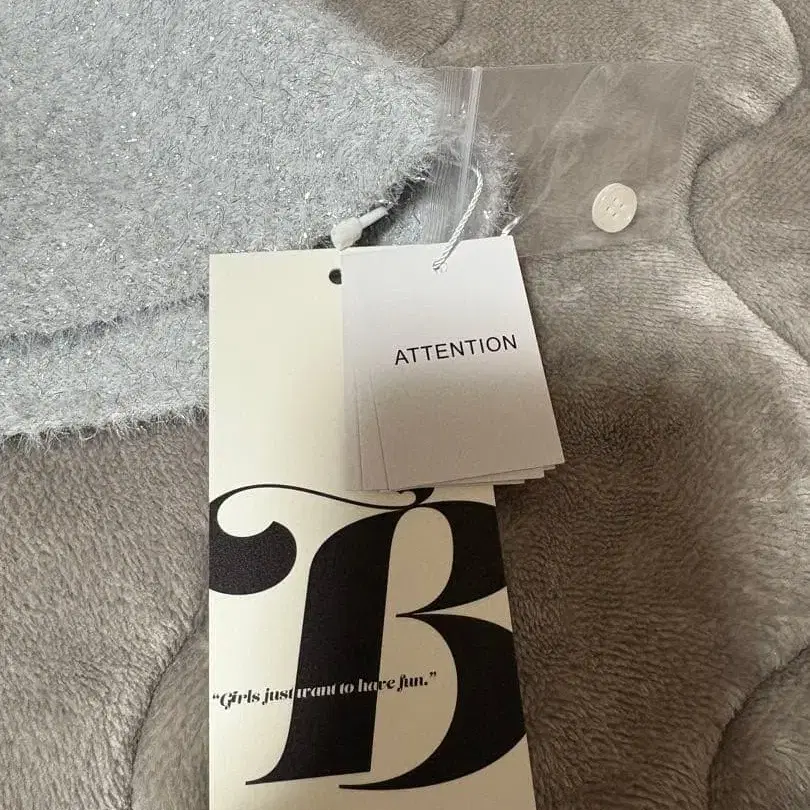 ATTENTION
B
“Girls just want to have fun.”